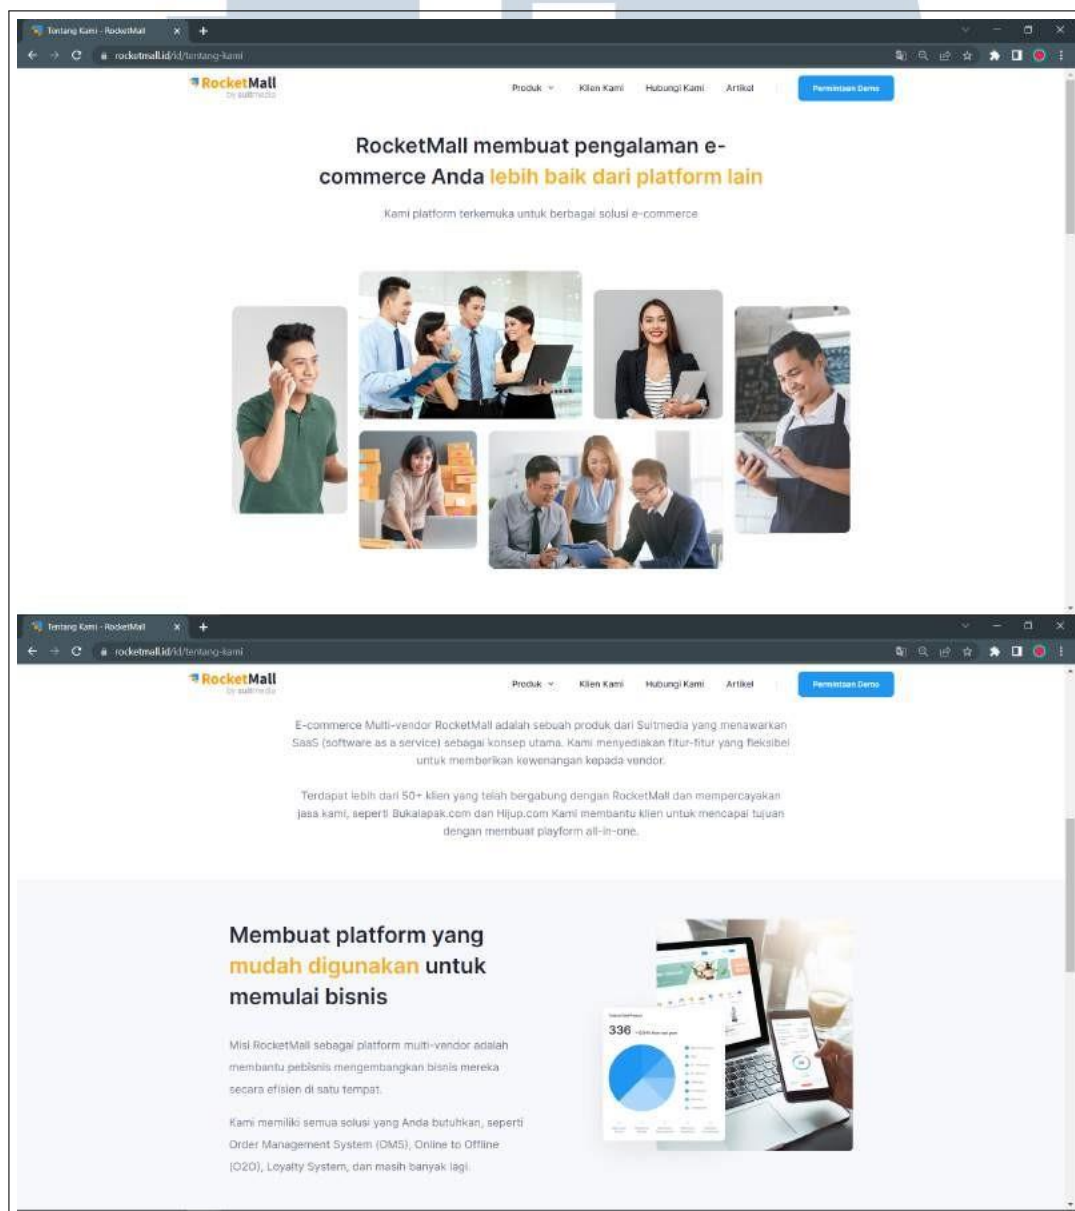 Tentang Kami - RocketMall
rocketmall.id/id/tentang-kami
RocketMall
by suitmedia
Produk
Klien Kami
Hubungi Kami
Artikel
Permintaan Demo
RocketMall membuat pengalaman e-
commerce Anda lebih baik dari platform lain
Kami platform terkemuka untuk berbagai solusi e-commerce
Tentang Kami - RocketMall
rocketmall.id/id/tentang-kami
RocketMall
by suitmedia
Produk
Klien Kami
Hubungi Kami
Artikel
Permintaan Demo
E-commerce Multi-vendor RocketMall adalah sebuah produk dari Suitmedia yang menawarkan
SaaS (software as a service) sebagai konsep utama. Kami menyediakan fitur-fitur yang fleksibel
untuk memberikan kewenangan kepada vendor.
Terdapat lebih dari 50+ klien yang telah bergabung dengan RocketMall dan mempercayakan
jasa kami, seperti Bukalapak.com dan Hijup.com Kami membantu klien untuk mencapai tujuan
dengan membuat playform all-in-one.
Membuat platform yang
mudah digunakan untuk
memulai bisnis
Misi RocketMall sebagai platform multi-vendor adalah
membantu pebisnis mengembangkan bisnis mereka
secara efisien di satu tempat.
Kami memiliki semua solusi yang Anda butuhkan, seperti
Order Management System (OMS), Online to Offline
(O2O), Loyalty System, dan masih banyak lagi.
336